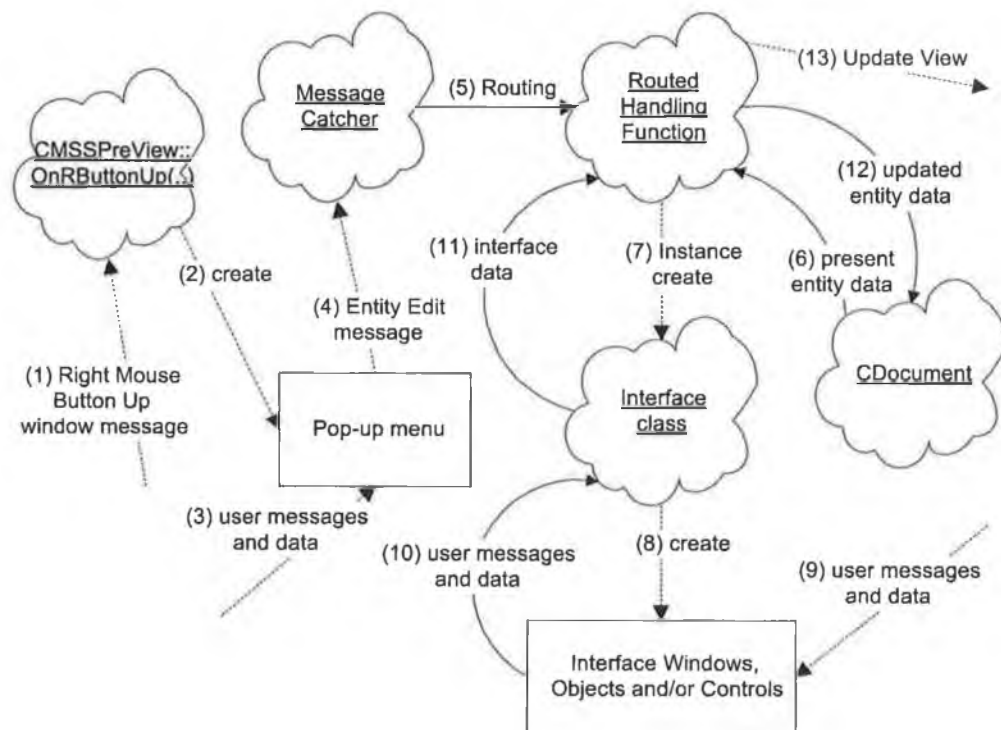 (13) Update View
Message
Catcher
(5) Routing
Routed
Handling
Function
CMSSPreView::
OnRButtonUp(..)
(12) updated
entity data
(2) create
(11) interface
data
(7) Instance
create
(6) present
entity data
(4) Entity Edit
message
(1) Right Mouse
Button Up
window message
Pop-up menu
Interface
class
CDocument
(3) user messages
and data
(10) user messages
and data
(8) create
(9) user messages
and data
Interface Windows,
Objects and/or Controls